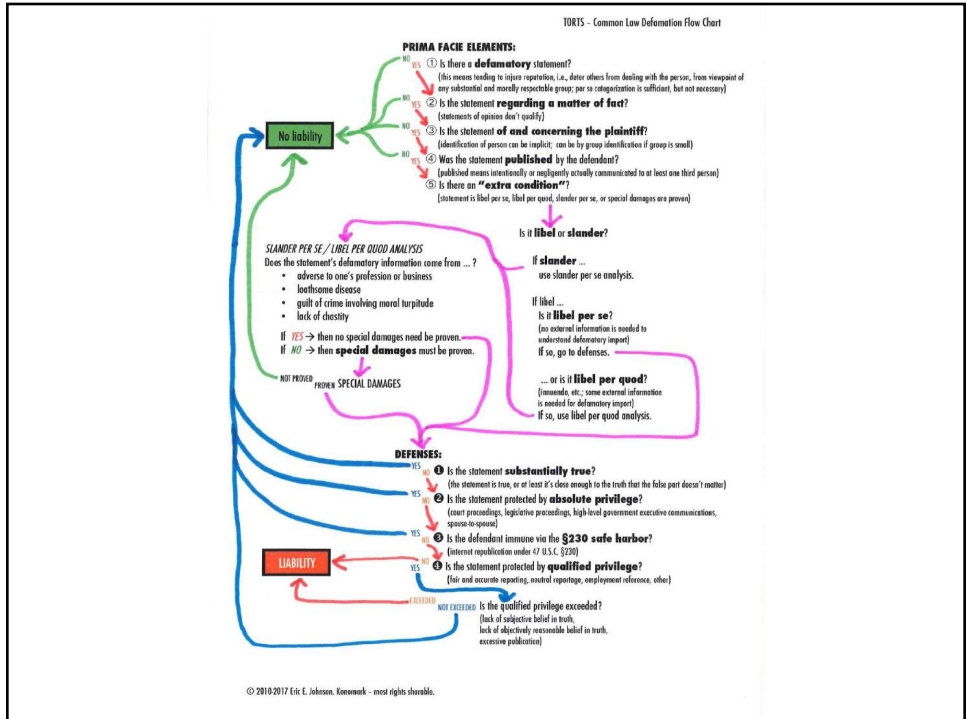 TORTS – Common Law Defamation Flow Chart
PRIMA FACIE ELEMENTS:
NO YES ① Is there a defamatory statement?
(this means tending to injure reputation, i.e., deter others from dealing with the person, from viewpoint of
any substantial and morally respectable group; per se categorization is sufficient, but not necessary)
NO YES ② Is the statement regarding a matter of fact?
(statements of opinion don't qualify)
No liability
NO YES ③ Is the statement of and concerning the plaintiff?
(identification of person can be implicit; can be by group identification if group is small)
NO YES ④ Was the statement published by the defendant?
(published means intentionally or negligently actually communicated to at least one third person)
⑤ Is there an "extra condition"?
(statement is libel per se, libel per quod, slander per se, or special damages are proven)
Is it libel or slander?
If slander ...
use slander per se analysis.
If libel ...
Is it libel per se?
(no external information is needed to
understand defamatory import)
If so, go to defenses.
... or is it libel per quod?
(innuendo, etc.; some external information
is needed for defamatory import)
If so, use libel per quod analysis.
SLANDER PER SE / LIBEL PER QUOD ANALYSIS
Does the statement's defamatory information come from ... ?
• adverse to one's profession or business
• loathsome disease
• guilt of crime involving moral turpitude
• lack of chastity
If YES → then no special damages need be proven.
If NO → then special damages must be proven.
NOT PROVED PROVEN SPECIAL DAMAGES
DEFENSES:
YES NO ❶ Is the statement substantially true?
(the statement is true, or at least it's close enough to the truth that the false part doesn't matter)
YES NO ❷ Is the statement protected by absolute privilege?
(court proceedings, legislative proceedings, high-level government executive communications,
spouse-to-spouse)
YES NO ❸ Is the defendant immune via the §230 safe harbor?
(internet republication under 47 U.S.C. §230)
LIABILITY
NO YES ❹ Is the statement protected by qualified privilege?
(fair and accurate reporting, neutral reportage, employment reference, other)
EXCEEDED NOT EXCEEDED Is the qualified privilege exceeded?
(lack of subjective belief in truth,
lack of objectively reasonable belief in truth,
excessive publication)
© 2010-2017 Eric E. Johnson. Konomark – most rights sharable.